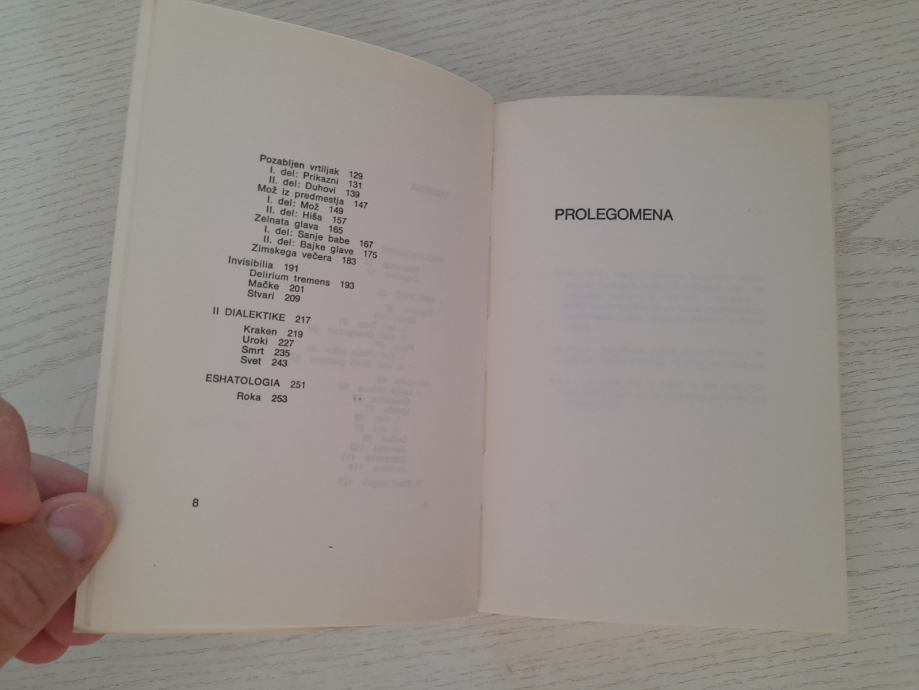 Pozabljen vrtiljak 129
I. del: Prikazni 131
II. del: Duhovi 139
Mož iz predmestja 147
I. del: Mož 149
II. del: Hiša 157
Zelnata glava 165
I. del: Sanje babe 167
II. del: Bajke glave 175
Zimskega večera 183
Invisibilia 191
Delirium tremens 193
Mačke 201
Stvari 209
II DIALEKTIKE 217
Kraken 219
Uroki 227
Smrt 235
Svet 243
ESHATOLOGIA 251
Roka 253
8
PROLEGOMENA